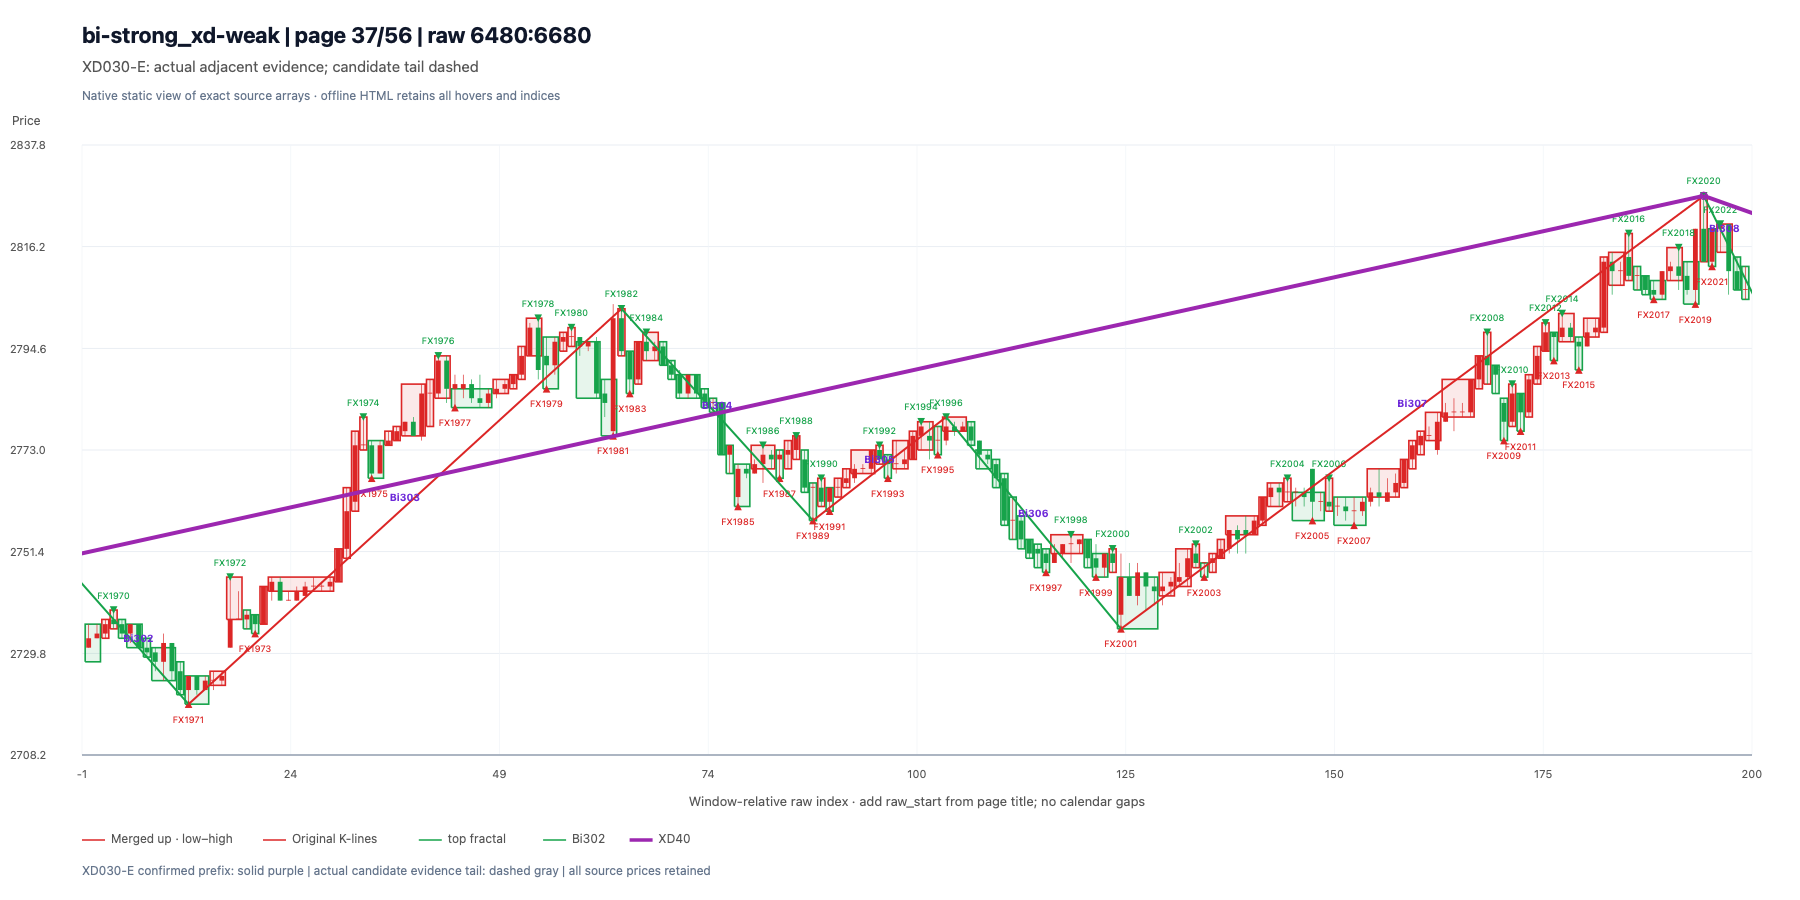 bi-strong_xd-weak | page 37/56 | raw 6480:6680
XD030-E: actual adjacent evidence; candidate tail dashed
Native static view of exact source arrays · offline HTML retains all hovers and indices
Price
2837.8
2816.2
2794.6
2773.0
2751.4
2729.8
2708.2
FX2020
FX2022
FX2016
Bi308
FX2018
FX2021
FX2017
FX2019
FX1982
FX1978
FX1980
FX1984
FX2014
FX2012
FX2008
FX1976
FX2013
FX2010
FX2015
FX1979
FX1983
FX1974
FX1977
Bi304
FX1994
FX1996
Bi307
FX1988
FX1986
FX1992
FX1981
FX2011
FX2009
FX1995
FX1990
FX2004
FX2006
Bi303
FX1987
FX1993
FX1985
FX1991
FX1989
Bi306
FX1998
FX2000
FX2002
FX2005
FX2007
FX1972
FX1997
FX1999
FX2003
FX1970
Bi302
FX1973
FX2001
FX1971
-1
24
49
74
100
125
150
175
200
Window-relative raw index · add raw_start from page title; no calendar gaps
Merged up · low–high
Original K-lines
top fractal
Bi302
XD40
XD030-E confirmed prefix: solid purple | actual candidate evidence tail: dashed gray | all source prices retained